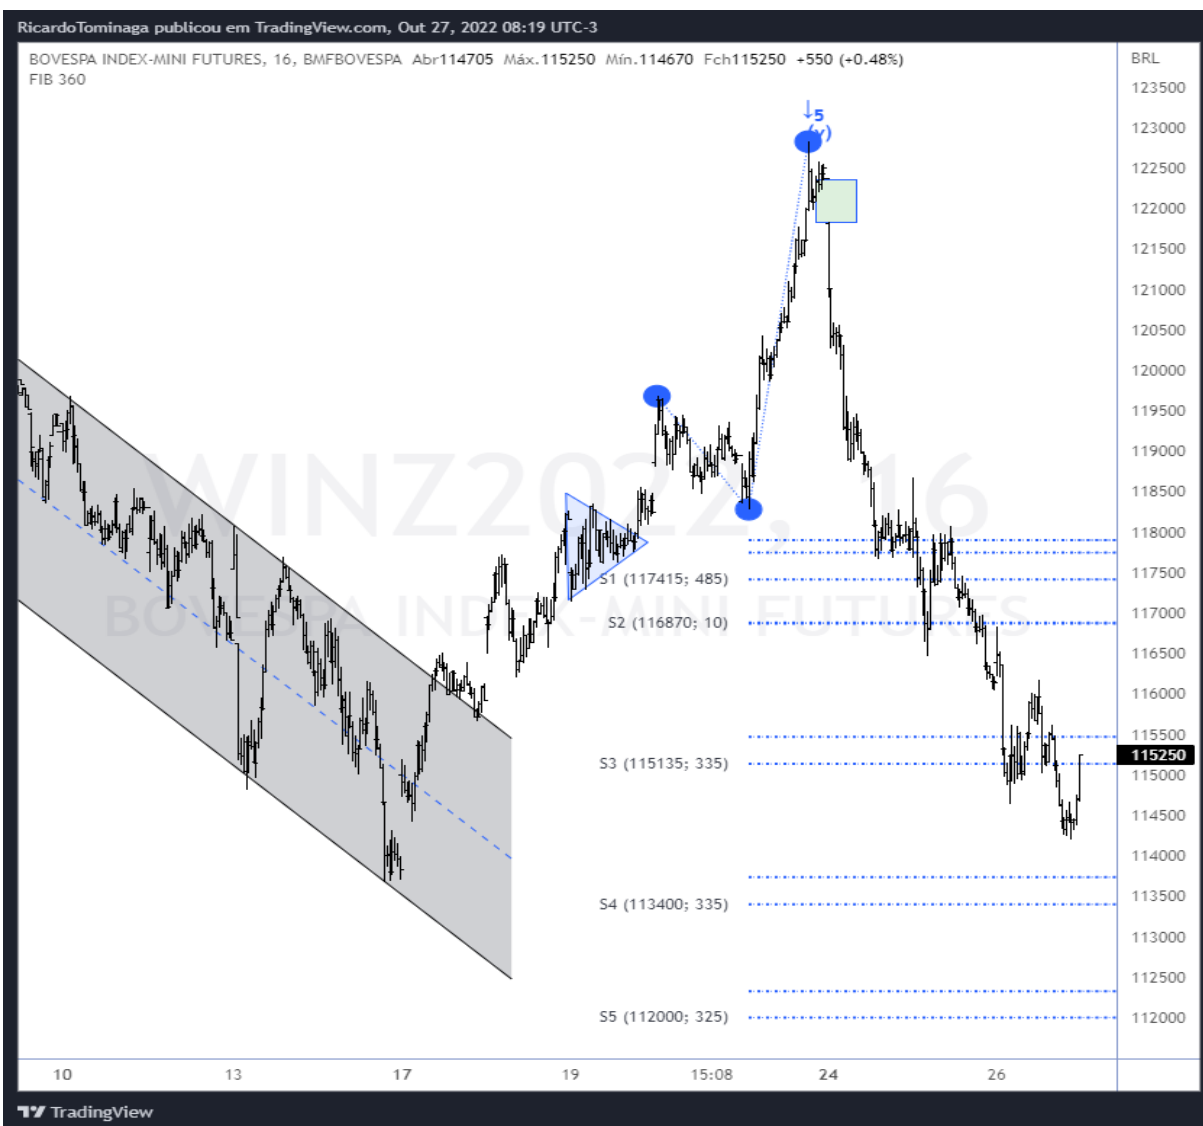 RicardoTominaga publicou em TradingView.com, Out 27, 2022 08:19 UTC-3
BOVESPA INDEX-MINI FUTURES, 16, BMFBOVESPA Abr114705 Máx.115250 Mín.114670 Fch115250 +550 (+0.48%)
FIB 360
BRL
123500
123000
122500
122000
121500
121000
120500
120000
119500
119000
118500
118000
117500
117000
116500
116000
115500
115250
115000
114500
114000
113500
113000
112500
112000
↓5
(v)
WINZ2022, 16
BOVESPA INDEX-MINI FUTURES
S1 (117415; 485)
S2 (116870; 10)
S3 (115135; 335)
S4 (113400; 335)
S5 (112000; 325)
10 13 17 19 15:08 24 26
TradingView